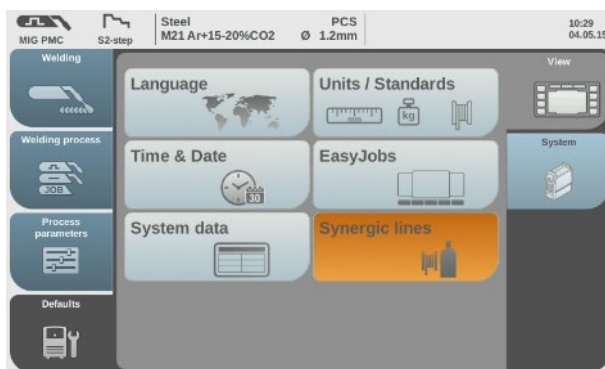 MIG PMC
S2-step
Steel
M21 Ar+15-20%CO2
PCS
Ø 1.2mm
10:29
04.05.15
Welding
Welding process
JOB
Process
parameters
Defaults
Language
Units / Standards
mm
kg
Time & Date
30
EasyJobs
System data
Synergic lines
View
System